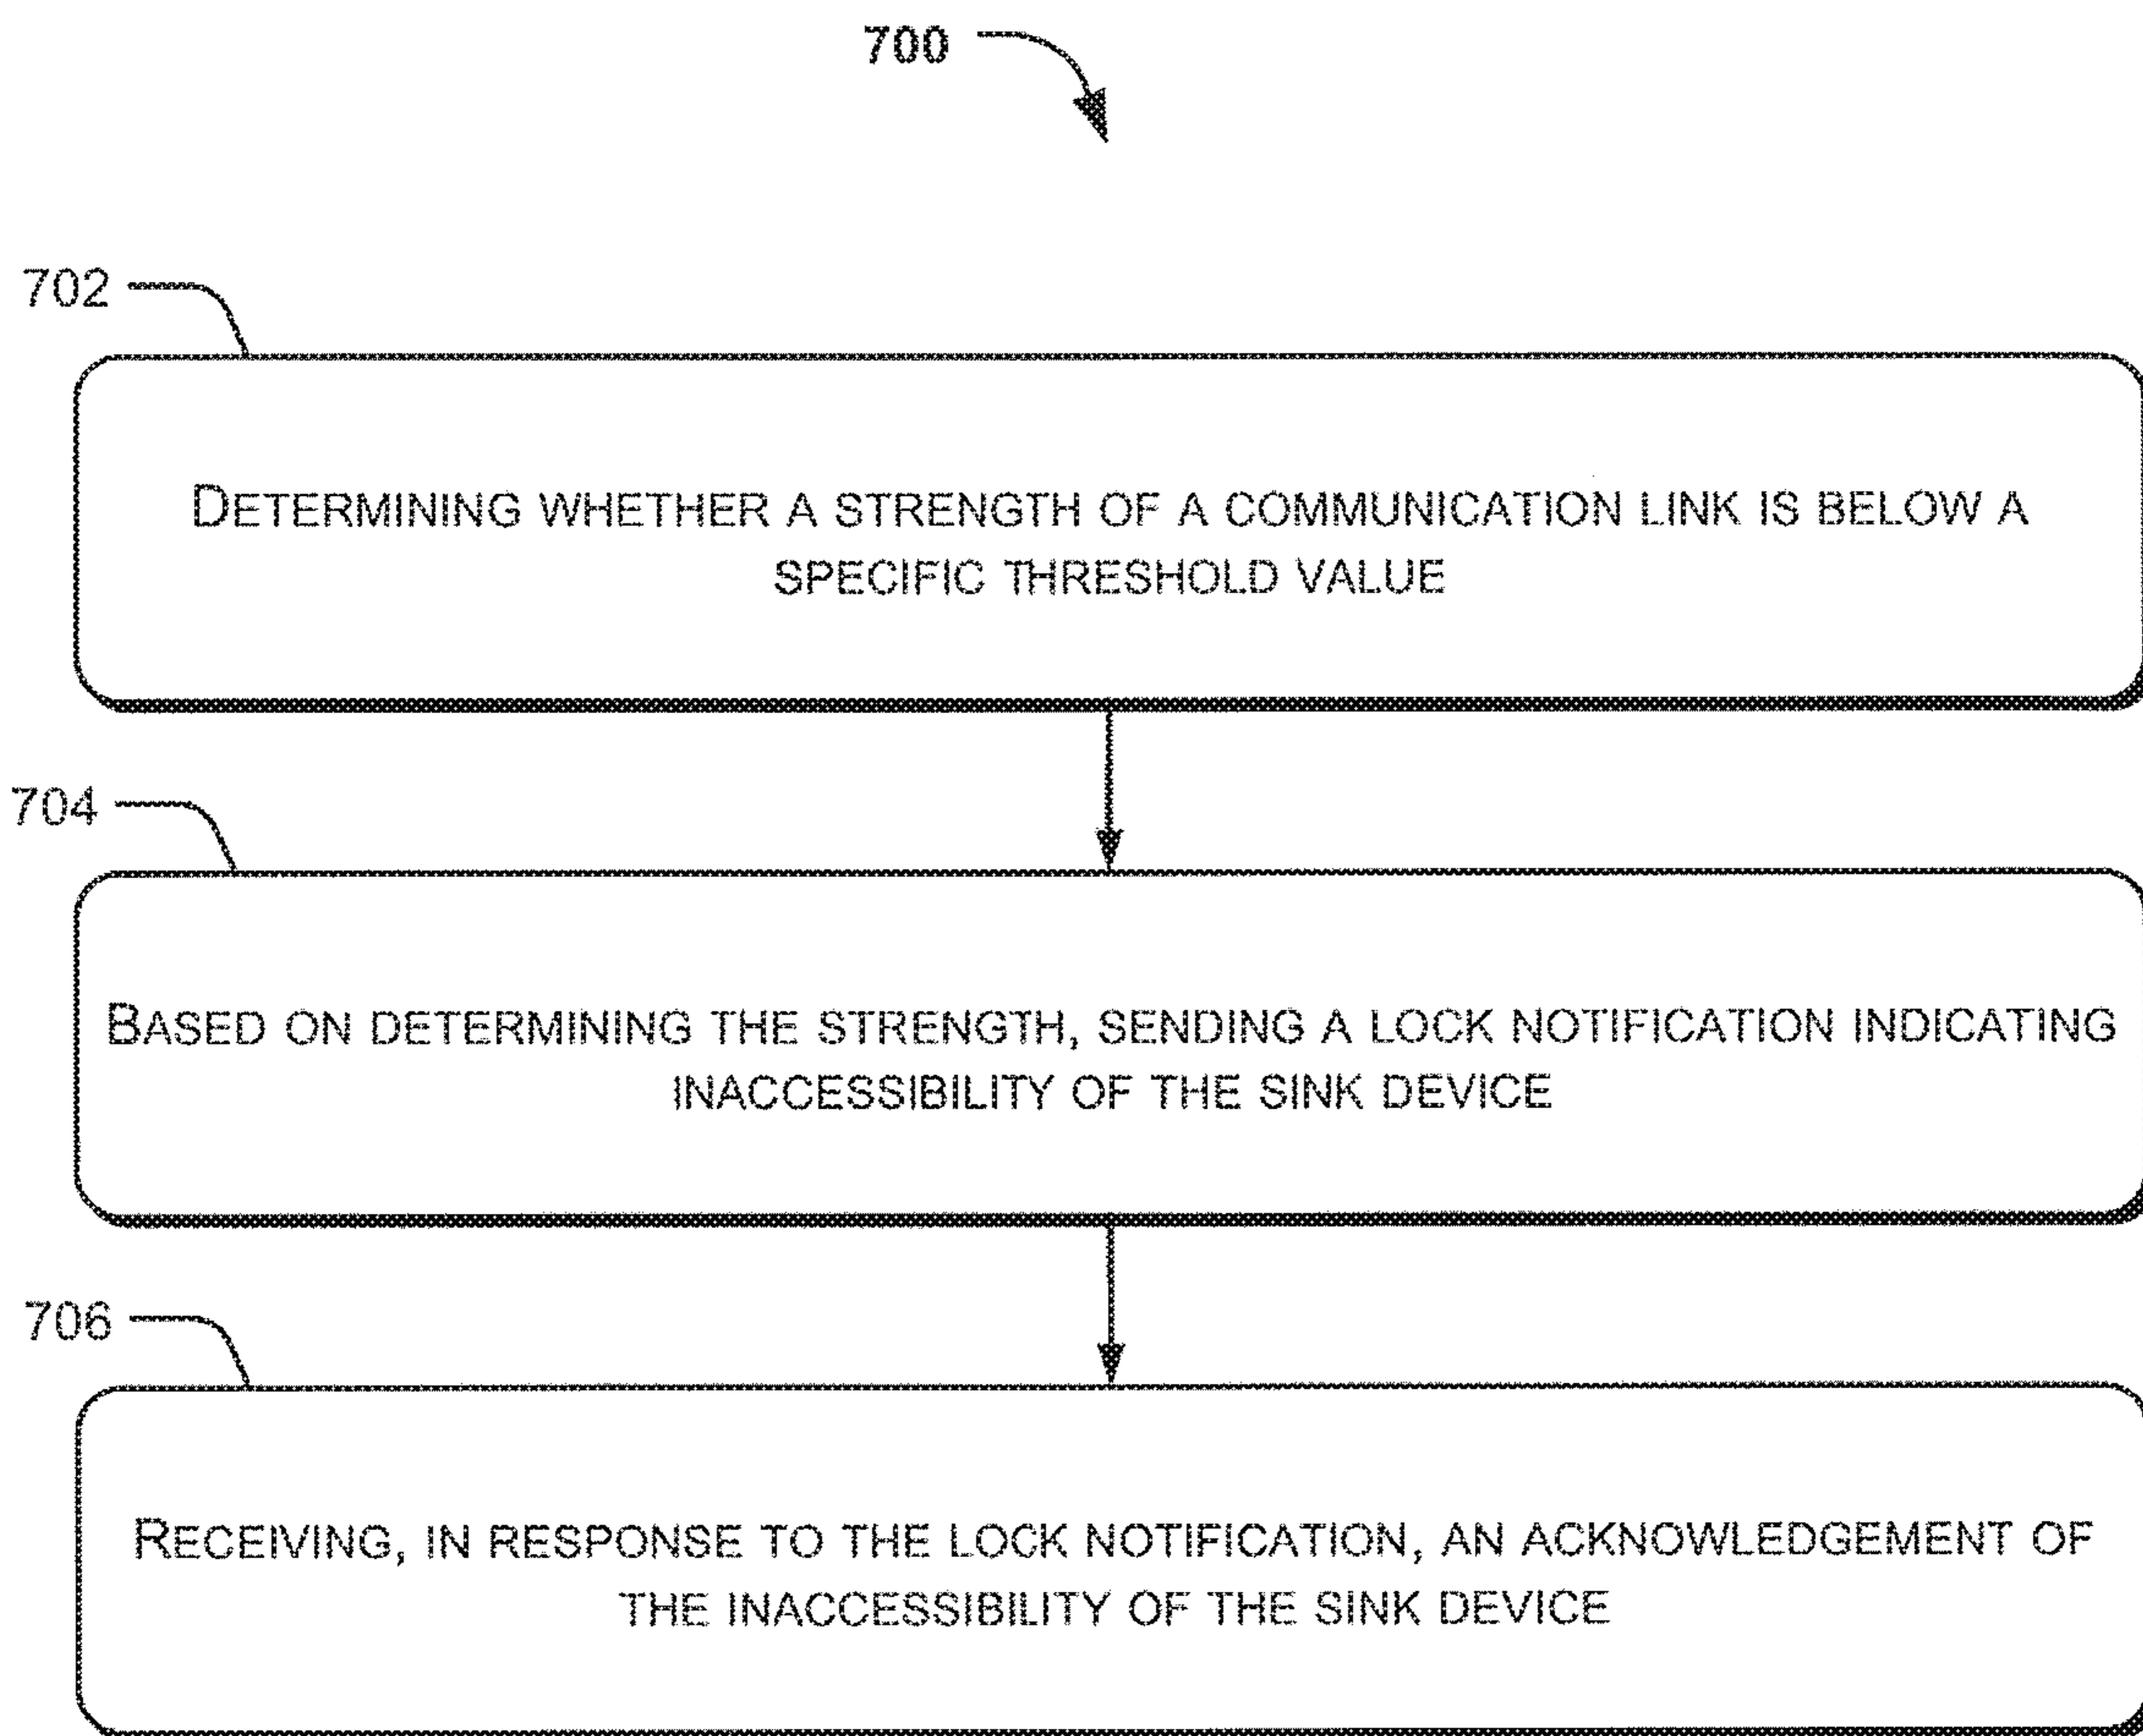 700
702
DETERMINING WHETHER A STRENGTH OF A COMMUNICATION LINK IS BELOW A
SPECIFIC THRESHOLD VALUE
704
BASED ON DETERMINING THE STRENGTH, SENDING A LOCK NOTIFICATION INDICATING
INACCESSIBILITY OF THE SINK DEVICE
706
RECEIVING, IN RESPONSE TO THE LOCK NOTIFICATION, AN ACKNOWLEDGEMENT OF
THE INACCESSIBILITY OF THE SINK DEVICE